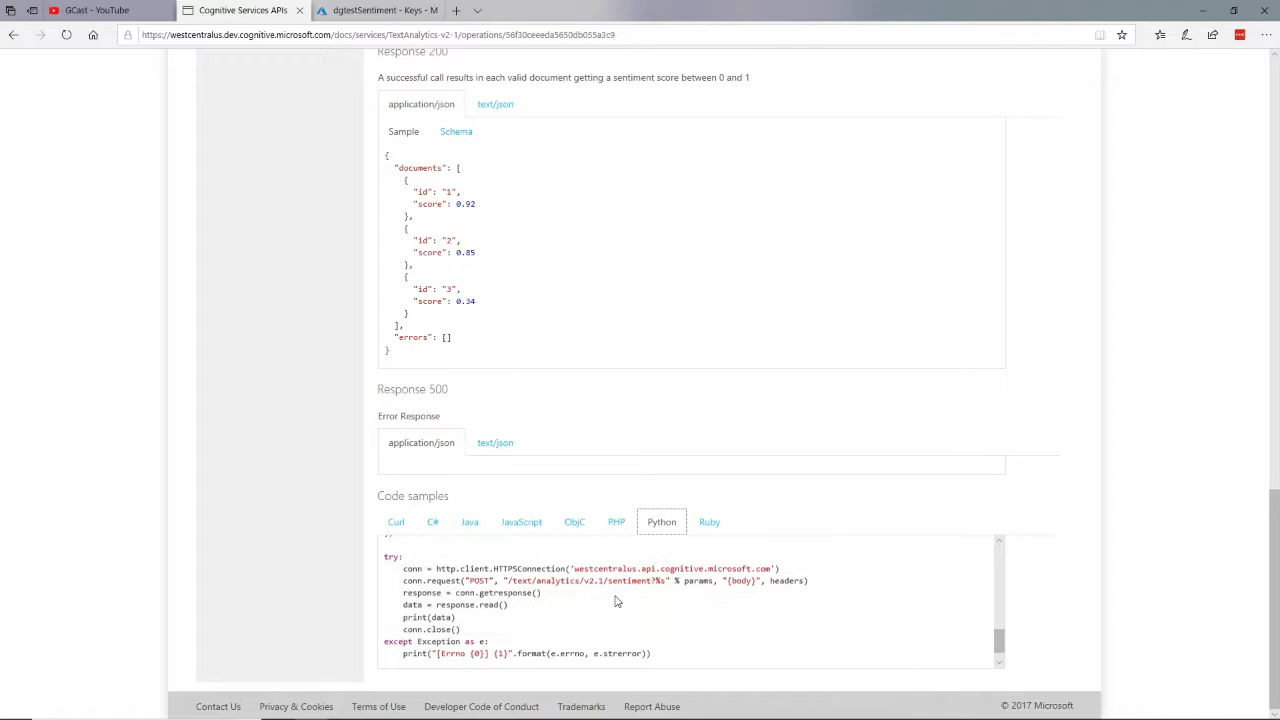 GCast - YouTube
Cognitive Services APIs
dgtestSentiment - Keys - M
https://westcentralus.dev.cognitive.microsoft.com/docs/services/TextAnalytics-v2-1/operations/56f30ceeeda5650db055a3c9
Response 200
A successful call results in each valid document getting a sentiment score between 0 and 1
application/json text/json
Sample Schema
{
"documents": [
{
"id": "1",
"score": 0.92
},
{
"id": "2",
"score": 0.85
},
{
"id": "3",
"score": 0.34
}
],
"errors": []
}
Response 500
Error Response
application/json text/json
Code samples
Curl C# Java JavaScript ObjC PHP Python Ruby
try:
conn = http.client.HTTPSConnection('westcentralus.api.cognitive.microsoft.com')
conn.request("POST", "/text/analytics/v2.1/sentiment?%s" % params, "{body}", headers)
response = conn.getresponse()
data = response.read()
print(data)
conn.close()
except Exception as e:
print("[Errno {0}] {1}".format(e.errno, e.strerror))
Contact Us Privacy & Cookies Terms of Use Developer Code of Conduct Trademarks Report Abuse © 2017 Microsoft